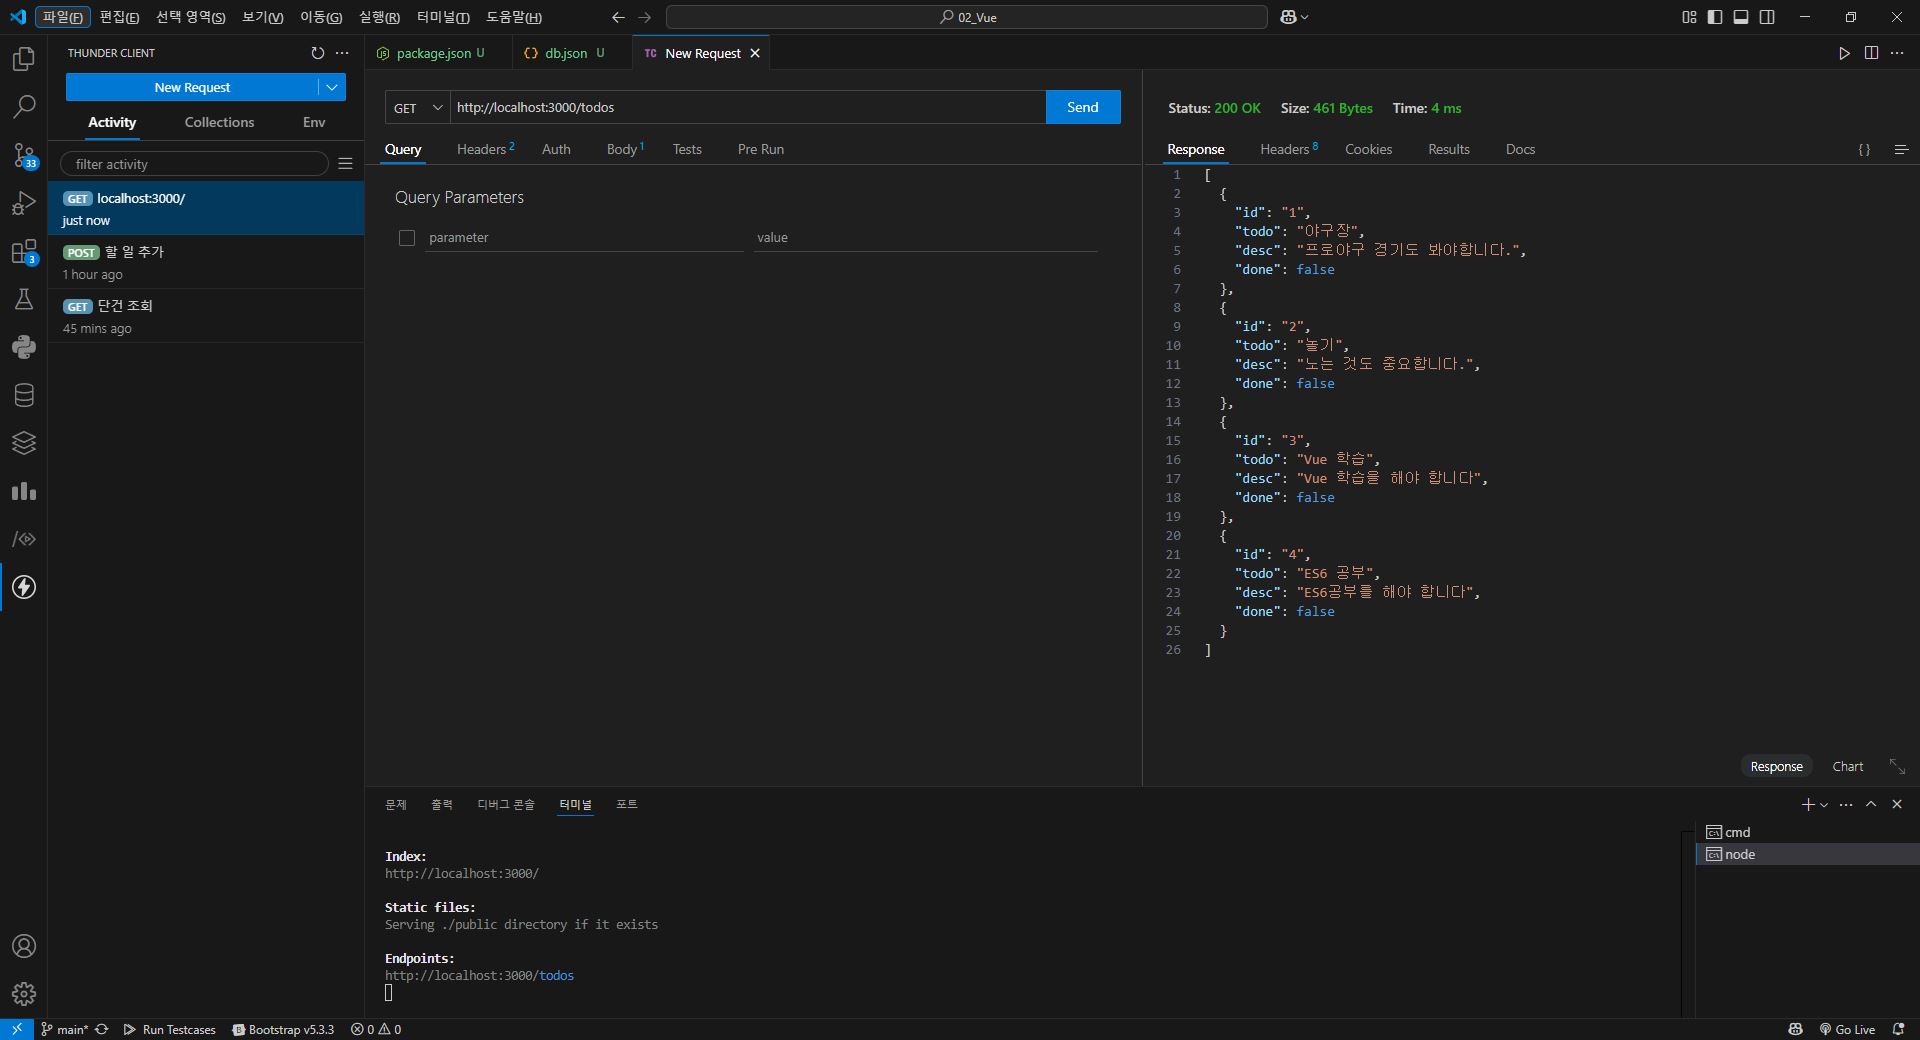 파일(F) 편집(E) 선택 영역(S) 보기(V) 이동(G) 실행(R) 터미널(T) 도움말(H) 02_Vue
THUNDER CLIENT
New Request
Activity Collections Env
filter activity
GET localhost:3000/
just now
POST 할 일 추가
1 hour ago
GET 단건 조회
45 mins ago
33
3
package.json U db.json U TC New Request
GET http://localhost:3000/todos Send
Query Headers 2 Auth Body 1 Tests Pre Run
Query Parameters
parameter value
Status: 200 OK Size: 461 Bytes Time: 4 ms
Response Headers 8 Cookies Results Docs {}
1 [
2 {
3 "id": "1",
4 "todo": "야구장",
5 "desc": "프로야구 경기도 봐야합니다.",
6 "done": false
7 },
8 {
9 "id": "2",
10 "todo": "놀기",
11 "desc": "노는 것도 중요합니다.",
12 "done": false
13 },
14 {
15 "id": "3",
16 "todo": "Vue 학습",
17 "desc": "Vue 학습을 해야 합니다",
18 "done": false
19 },
20 {
21 "id": "4",
22 "todo": "ES6 공부",
23 "desc": "ES6공부를 해야 합니다",
24 "done": false
25 }
26 ]
Response Chart
문제 출력 디버그 콘솔 터미널 포트
Index:
http://localhost:3000/
Static files:
Serving ./public directory if it exists
Endpoints:
http://localhost:3000/todos
cmd
node
main* Run Testcases Bootstrap v5.3.3 0 0 Go Live